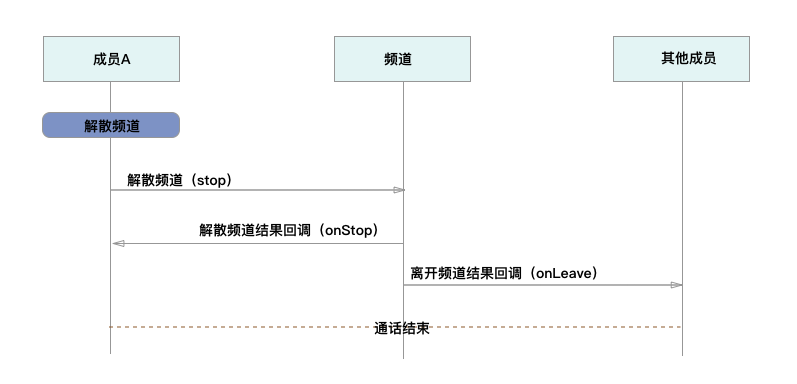 成员A
频道
其他成员
解散频道
解散频道（stop）
解散频道结果回调（onStop）
离开频道结果回调（onLeave）
通话结束